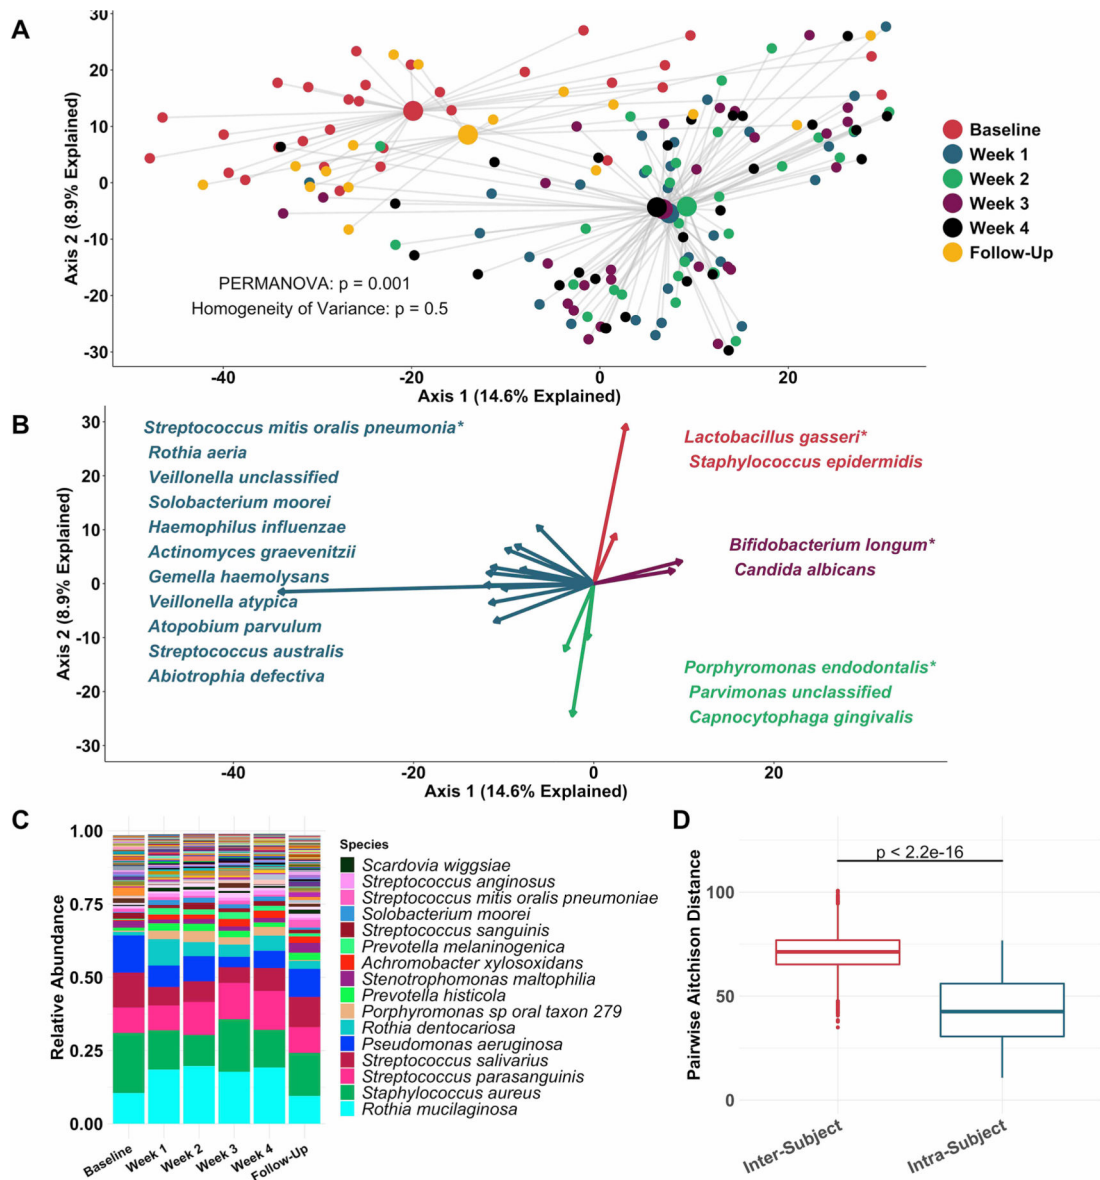 A
30
20
10
0
-10
-20
-30
Axis 2 (8.9% Explained)
PERMANOVA: p = 0.001
Homogeneity of Variance: p = 0.5
-40
-20
0
20
Axis 1 (14.6% Explained)
Baseline
Week 1
Week 2
Week 3
Week 4
Follow-Up
B
30
20
10
0
-10
-20
-30
Axis 2 (8.9% Explained)
Streptococcus mitis oralis pneumonia*
Rothia aeria
Veillonella unclassified
Solobacterium moorei
Haemophilus influenzae
Actinomyces graevenitzii
Gemella haemolysans
Veillonella atypica
Atopobium parvulum
Streptococcus australis
Abiotrophia defectiva
Lactobacillus gasseri*
Staphylococcus epidermidis
Bifidobacterium longum*
Candida albicans
Porphyromonas endodontalis*
Parvimonas unclassified
Capnocytophaga gingivalis
-40
-20
0
20
Axis 1 (14.6% Explained)
C
1.00
0.75
0.50
0.25
0.00
Relative Abundance
Baseline
Week 1
Week 2
Week 3
Week 4
Follow-Up
Species
Scardovia wiggsiae
Streptococcus anginosus
Streptococcus mitis oralis pneumoniae
Solobacterium moorei
Streptococcus sanguinis
Prevotella melaninogenica
Achromobacter xylosoxidans
Stenotrophomonas maltophilia
Prevotella histicola
Porphyromonas sp oral taxon 279
Rothia dentocariosa
Pseudomonas aeruginosa
Streptococcus salivarius
Streptococcus parasanguinis
Staphylococcus aureus
Rothia mucilaginosa
D
p < 2.2e-16
100
50
0
Pairwise Aitchison Distance
Inter-Subject
Intra-Subject